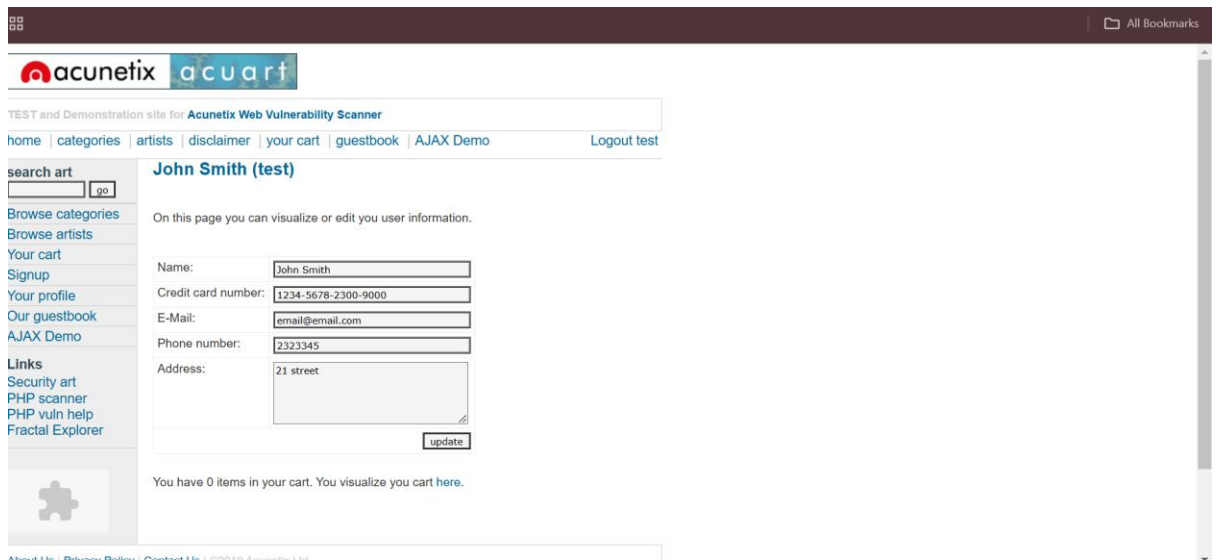 All Bookmarks
acunetix acuart
TEST and Demonstration site for Acunetix Web Vulnerability Scanner
home | categories | artists | disclaimer | your cart | guestbook | AJAX Demo Logout test
search art
go
Browse categories
Browse artists
Your cart
Signup
Your profile
Our guestbook
AJAX Demo
Links
Security art
PHP scanner
PHP vuln help
Fractal Explorer
John Smith (test)
On this page you can visualize or edit you user information.
Name: John Smith
Credit card number: 1234-5678-2300-9000
E-Mail: email@email.com
Phone number: 2323345
Address: 21 street
update
You have 0 items in your cart. You visualize you cart here.
About Us | Privacy Policy | Contact Us | ©2019 Acunetix Ltd